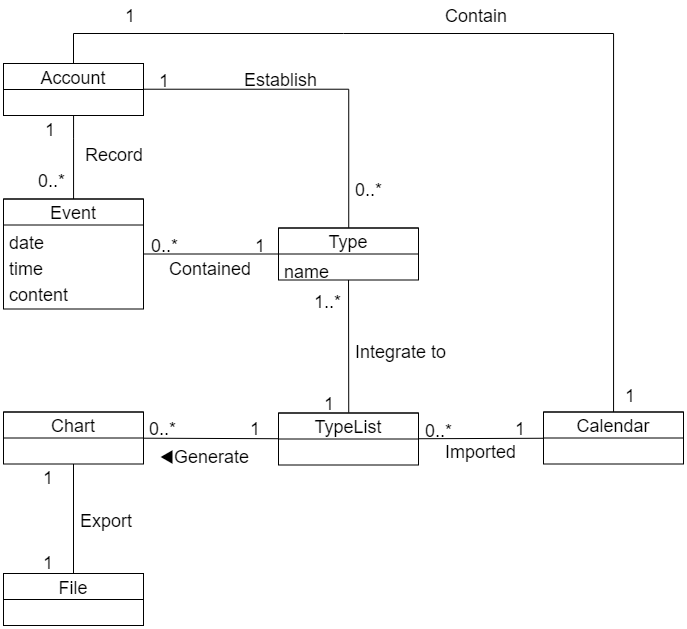 1 Contain
Account
1 Establish
1
Record
0..*
0..*
Event
date
time
content
0..* 1
Contained
Type
name
1..*
Integrate to
1
1
Chart
0..* 1
◀Generate
TypeList
0..* 1
Imported
Calendar
1
Export
1
File